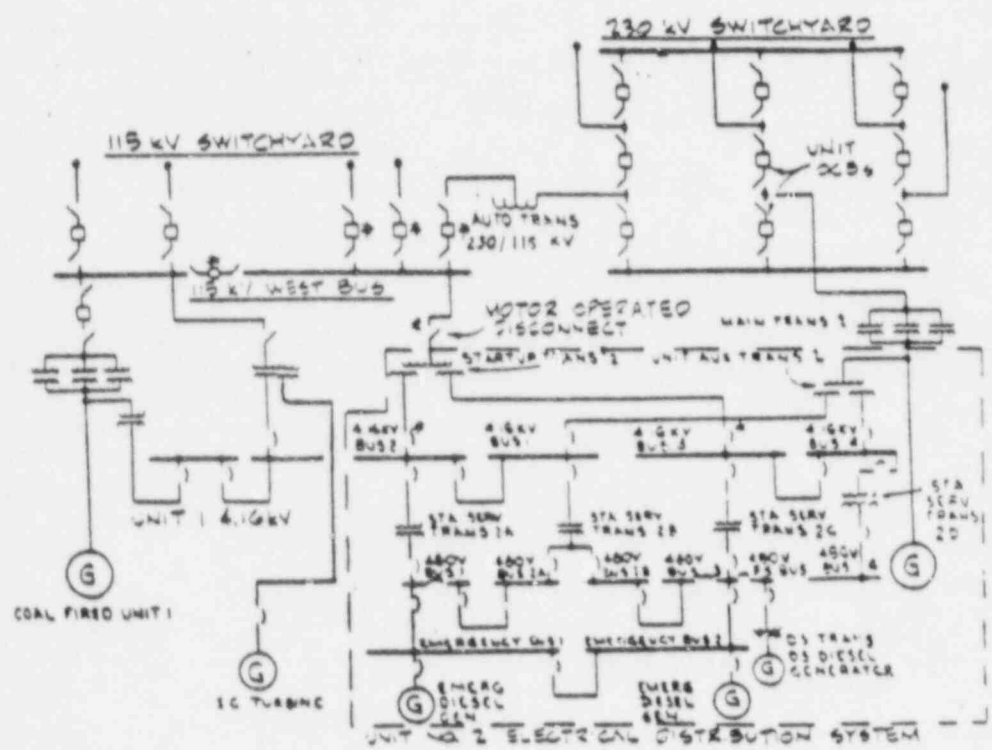 230 kV SWITCHYARD
115 kV SWITCHYARD
UNIT
OCBs
AUTO TRANS
230/115 KV
115 kV WEST BUS
MOTOR OPERATED
DISCONNECT
MAIN TRANS 2
STARTUP TRANS 2
UNIT AUX TRANS 2
4.16KV
BUS 2
4.16KV
BUS 1
4.16KV
BUS 3
4.16KV
BUS 4
STA
SERV
TRANS
2D
UNIT 1 4.16KV
STA SERV
TRANS 2A
STA SERV
TRANS 2B
STA SERV
TRANS 2C
480V
BUS 1
480V
BUS 2A
480V
BUS 2B
480V
BUS 3
480V
DS BUS
480V
BUS 4
G
G
COAL FIRED UNIT 1
EMERGENCY BUS 1
EMERGENCY BUS 2
DS TRANS
DS DIESEL
GENERATOR
G
G
IC TURBINE
G
EMERG
DIESEL
GEN
EMERG
DIESEL
GEN
G
UNIT NO. 2 ELECTRICAL DISTRIBUTION SYSTEM